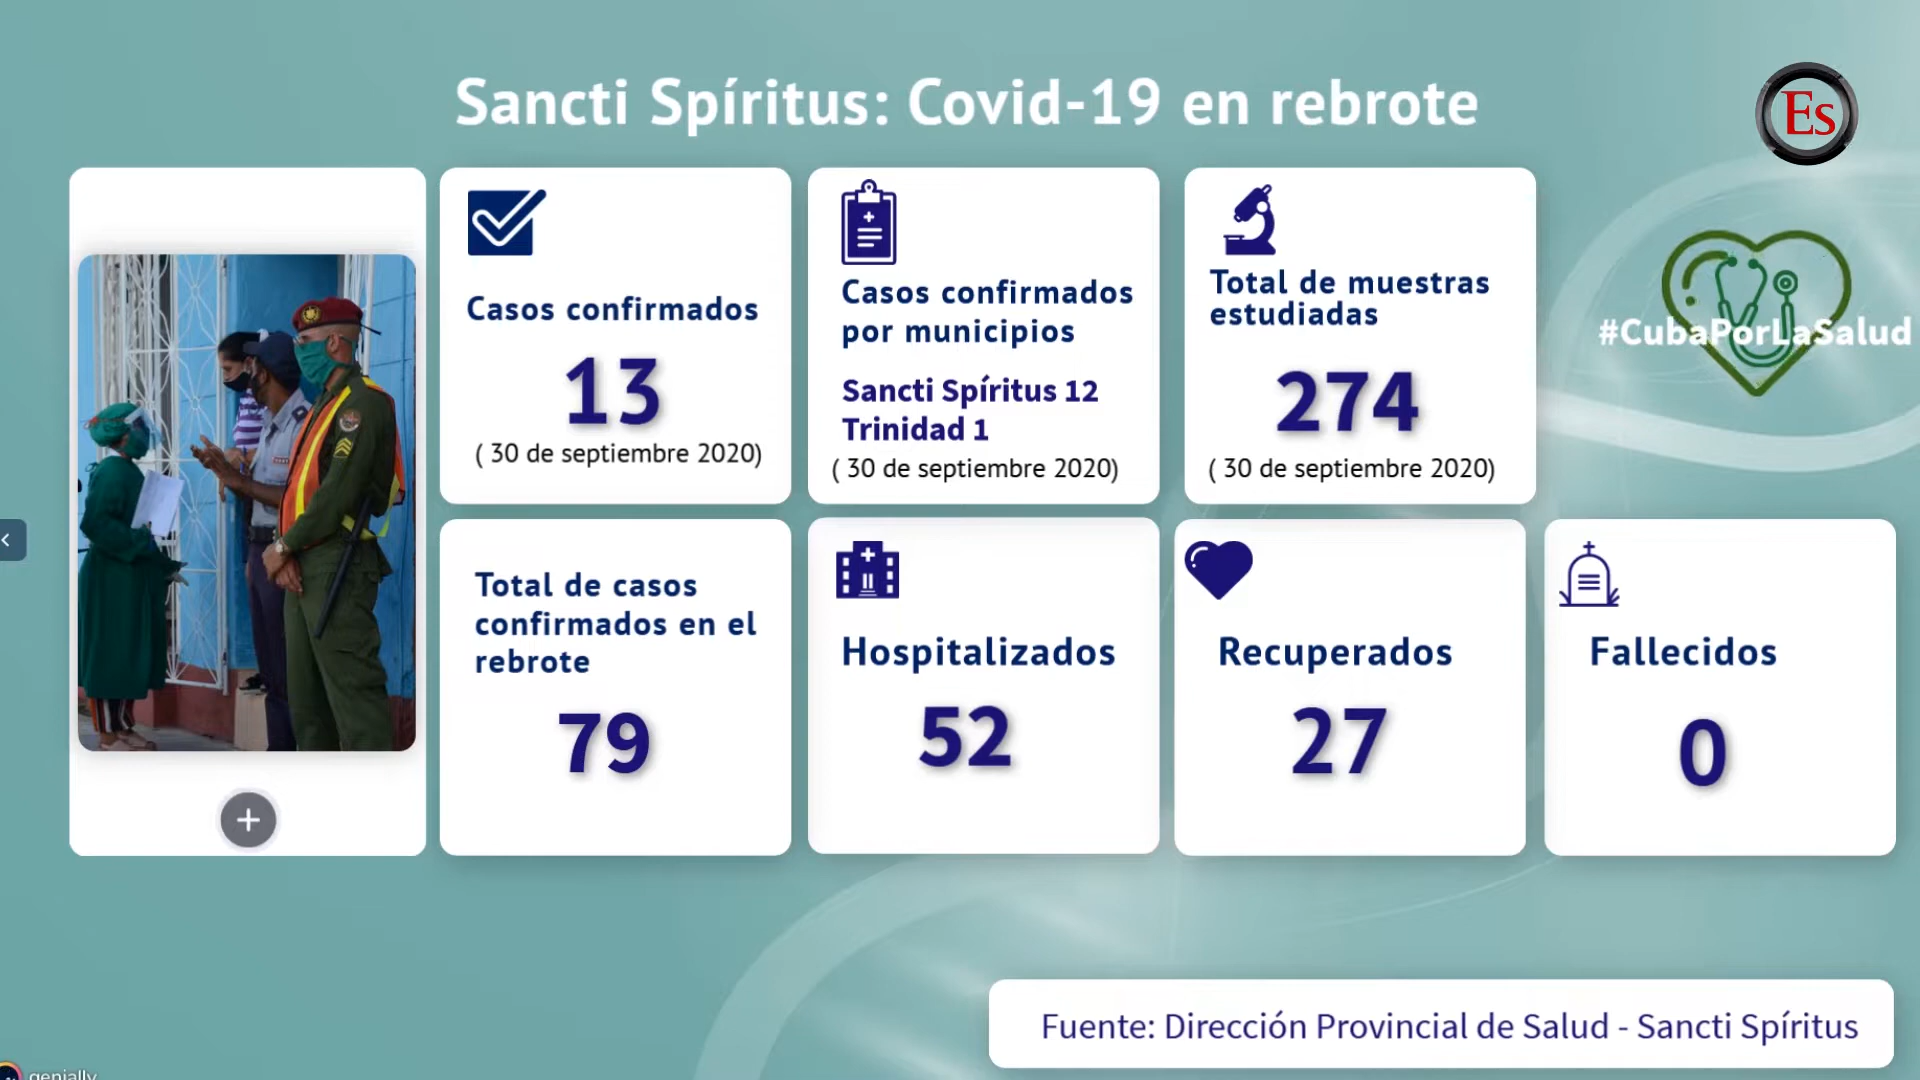 Sancti Spíritus: Covid-19 en rebrote
Es
Casos confirmados
13
( 30 de septiembre 2020)
Casos confirmados
por municipios
Sancti Spíritus 12
Trinidad 1
( 30 de septiembre 2020)
Total de muestras
estudiadas
274
( 30 de septiembre 2020)
#CubaPorLaSalud
Total de casos
confirmados en el
rebrote
79
Hospitalizados
52
Recuperados
27
Fallecidos
0
Fuente: Dirección Provincial de Salud - Sancti Spíritus
genially